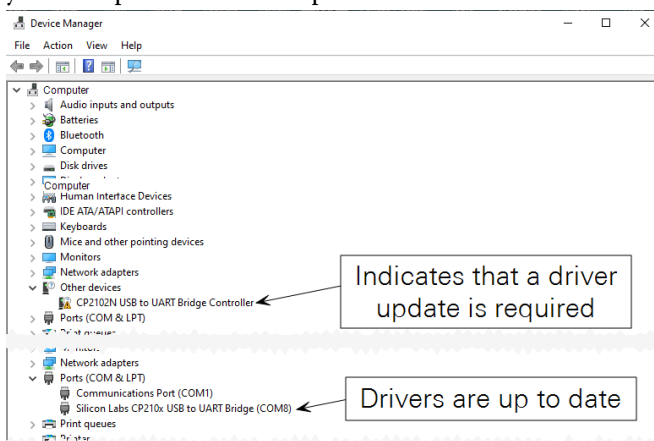 Device Manager
File Action View Help
Computer
Audio inputs and outputs
Batteries
Bluetooth
Computer
Disk drives
Computer
Human Interface Devices
IDE ATA/ATAPI controllers
Keyboards
Mice and other pointing devices
Monitors
Network adapters
Other devices
CP2102N USB to UART Bridge Controller
Indicates that a driver
update is required
Ports (COM & LPT)
Print queues
Monitors
Network adapters
Ports (COM & LPT)
Communications Port (COM1)
Silicon Labs CP210x USB to UART Bridge (COM8)
Drivers are up to date
Print queues